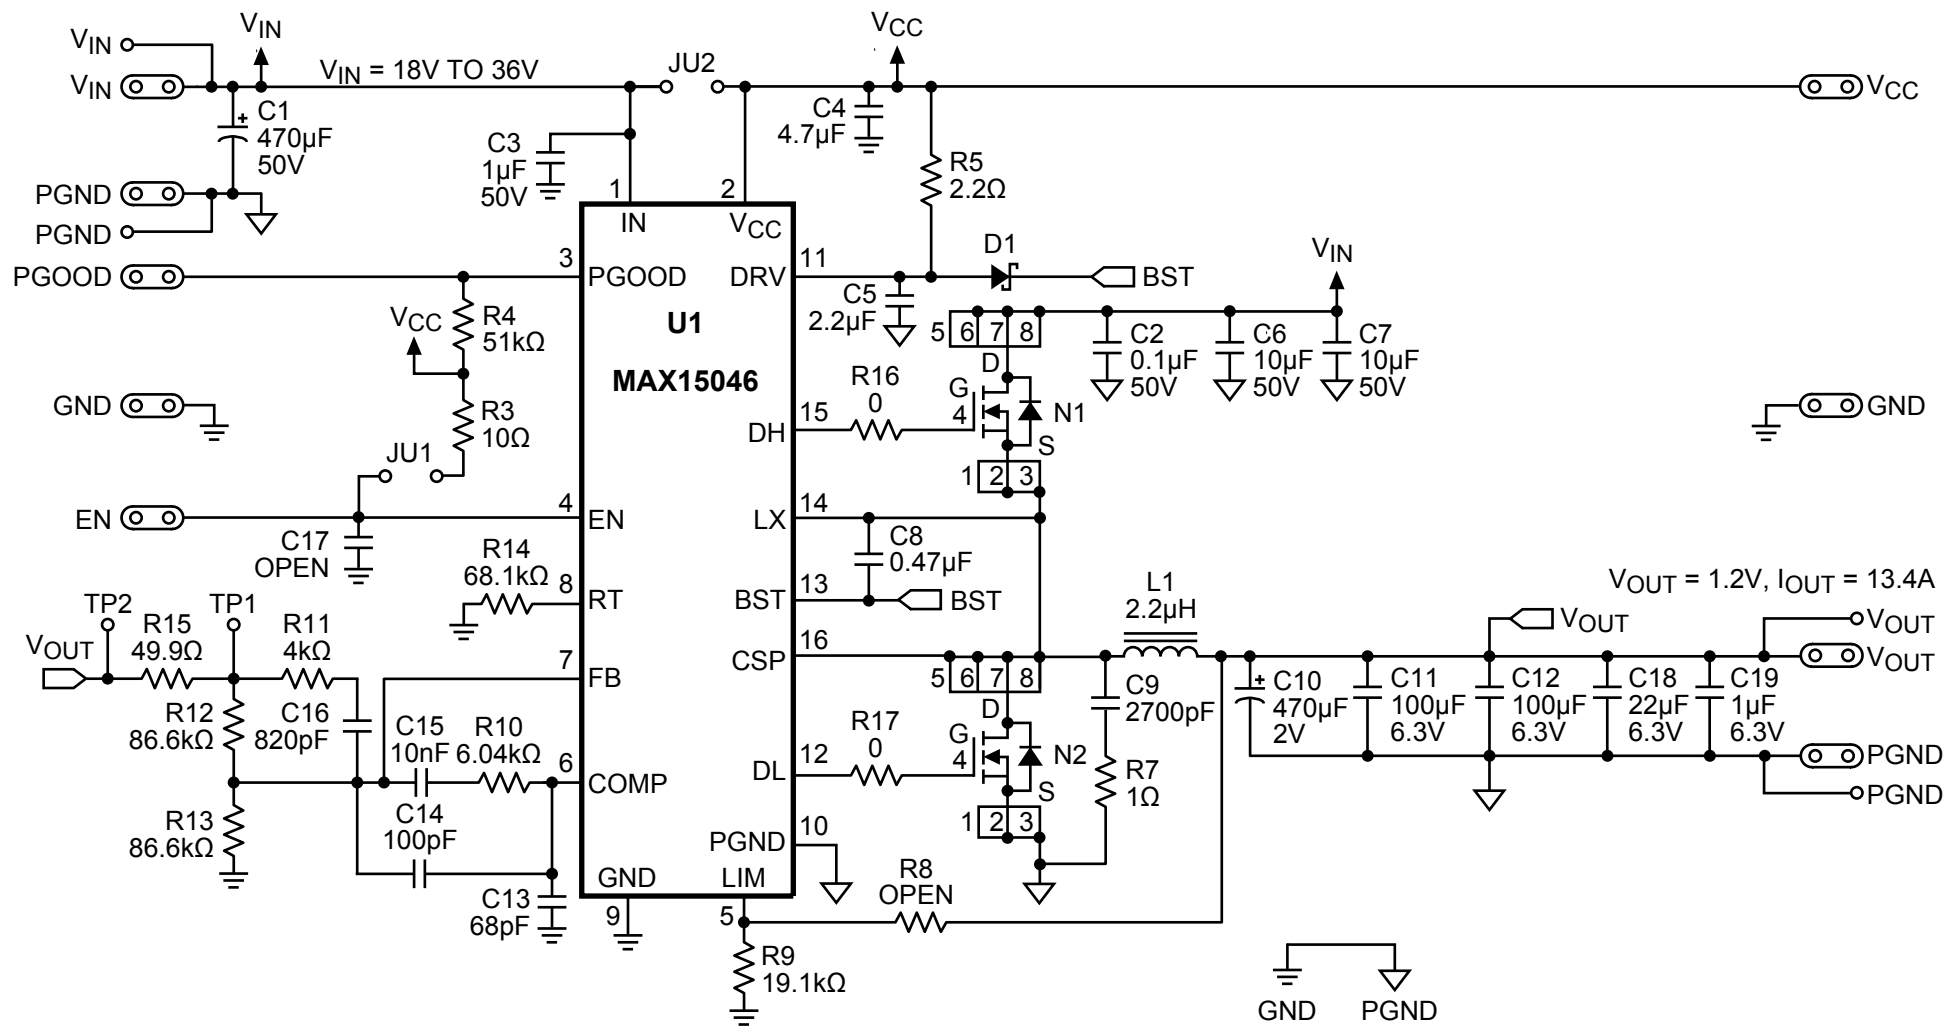 VIN
VIN
VIN
VIN = 18V TO 36V
JU2
VCC
VCC
C1
470µF
50V
C3
1µF
50V
C4
4.7µF
R5
2.2Ω
PGND
PGND
1
2
IN
VCC
PGOOD
3
PGOOD
DRV
11
D1
BST
VIN
U1
MAX15046
C5
2.2µF
VCC
R4
51kΩ
5
6
7
8
C2
0.1µF
50V
C6
10µF
50V
C7
10µF
50V
D
R16
0
G
4
N1
S
GND
R3
10Ω
DH
15
GND
JU1
1
2
3
EN
4
EN
LX
14
C17
OPEN
C8
0.47µF
R14
68.1kΩ
8
RT
BST
13
BST
L1
2.2µH
VOUT = 1.2V, IOUT = 13.4A
VOUT
VOUT
VOUT
TP2
TP1
VOUT
R15
49.9Ω
R11
4kΩ
7
FB
CSP
16
5
6
7
8
C9
2700pF
C10
470µF
2V
C11
100µF
6.3V
C12
100µF
6.3V
C18
22µF
6.3V
C19
1µF
6.3V
R12
86.6kΩ
C16
820pF
C15
10nF
R10
6.04kΩ
6
COMP
R17
0
D
G
4
N2
S
DL
12
R7
1Ω
PGND
PGND
R13
86.6kΩ
C14
100pF
1
2
3
PGND
10
GND
LIM
R8
OPEN
C13
68pF
9
5
R9
19.1kΩ
GND
PGND